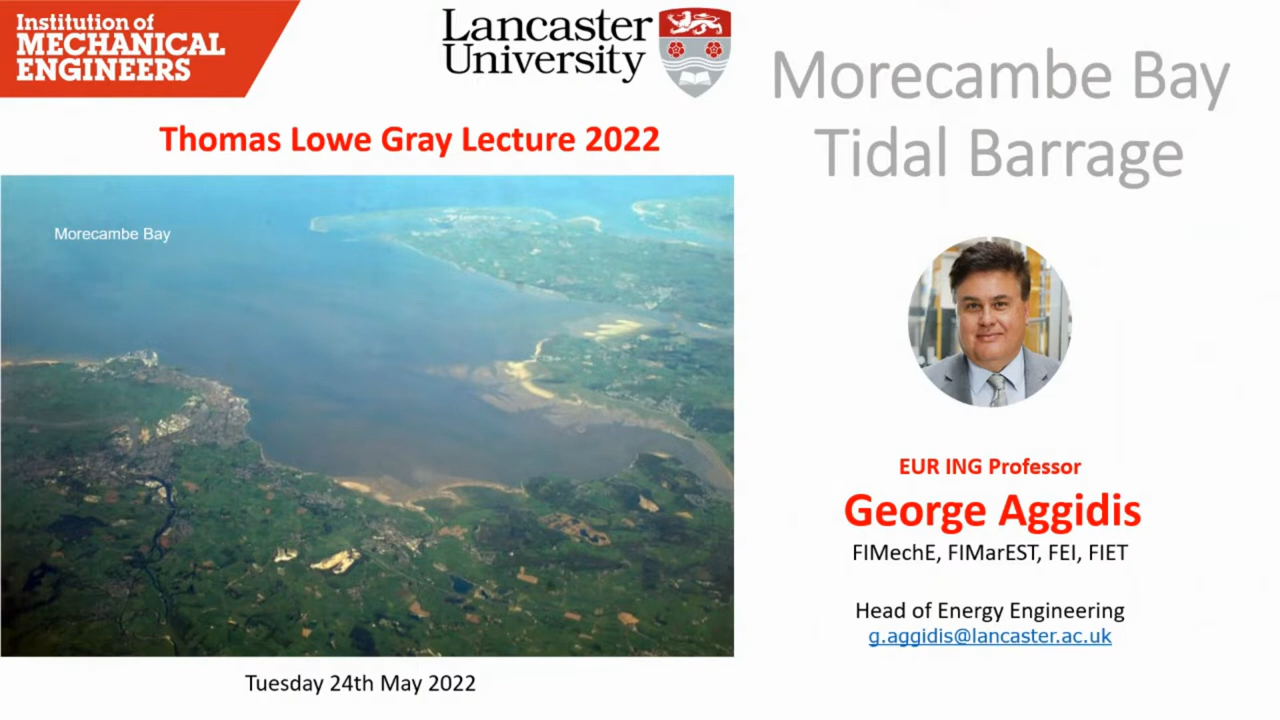 Institution of
MECHANICAL
ENGINEERS
Lancaster
University
Morecambe Bay
Tidal Barrage
Thomas Lowe Gray Lecture 2022
Morecambe Bay
EUR ING Professor
George Aggidis
FIMechE, FIMarEST, FEI, FIET
Head of Energy Engineering
g.aggidis@lancaster.ac.uk
Tuesday 24th May 2022